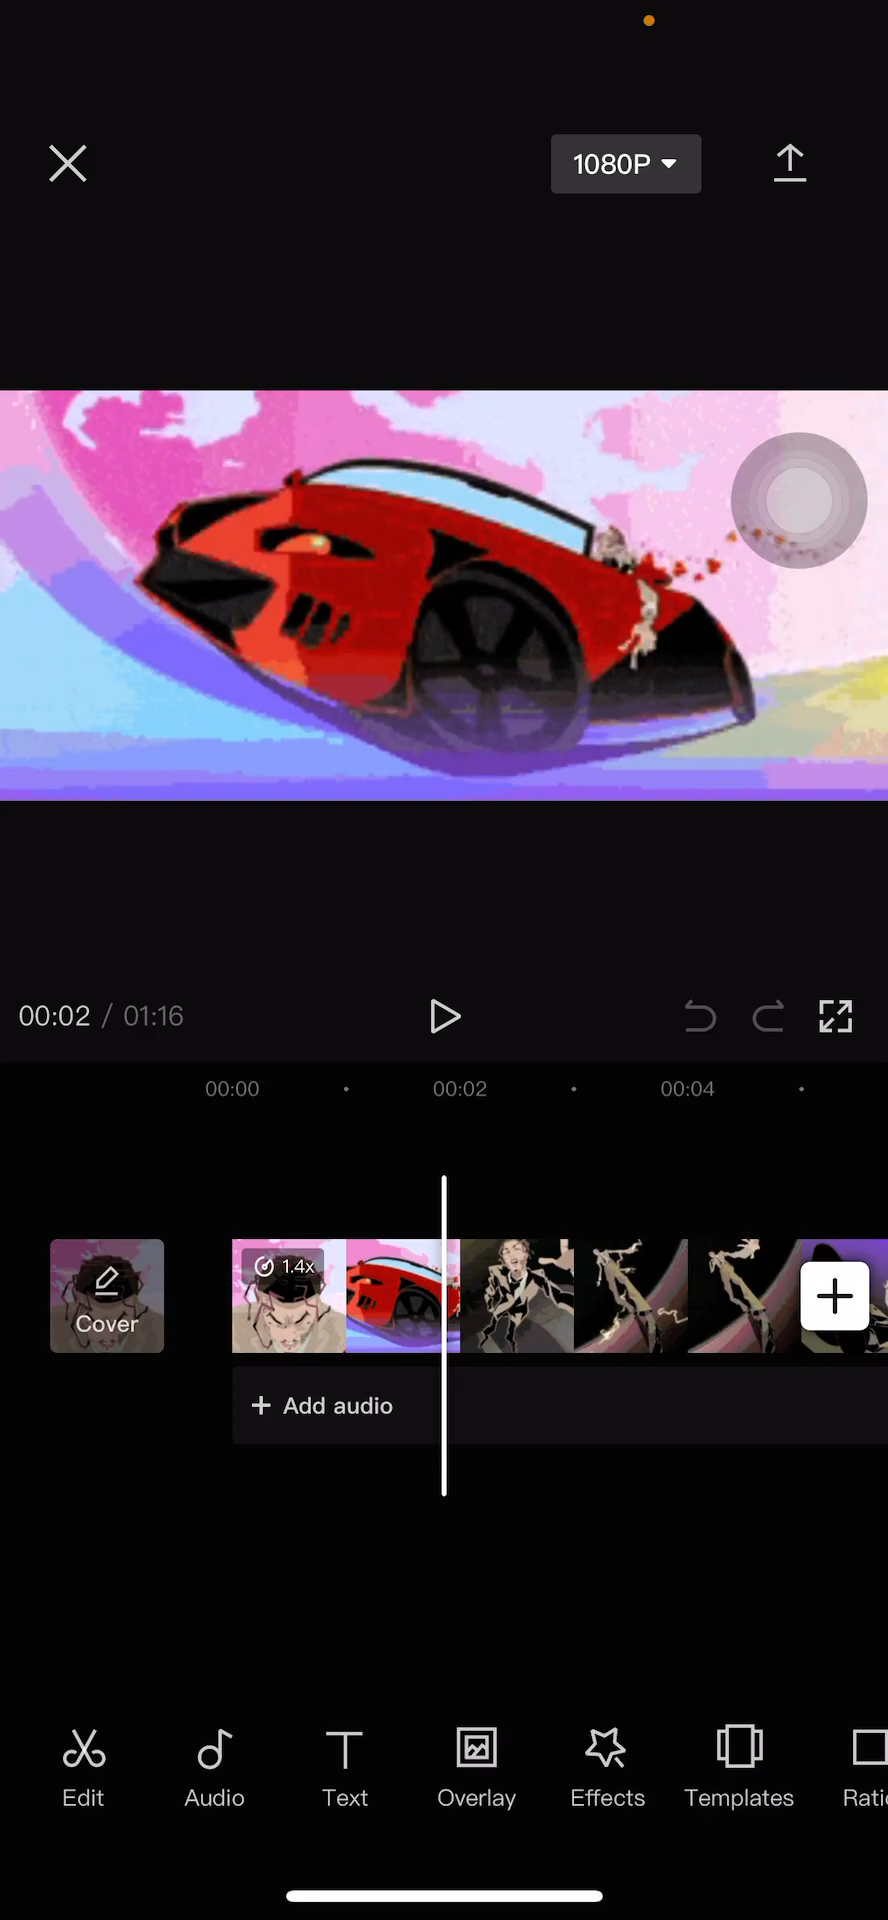 1080P
00:02 / 01:16
00:00 00:02 00:04
1.4x
Cover
+ Add audio
Edit Audio Text Overlay Effects Templates Ratio